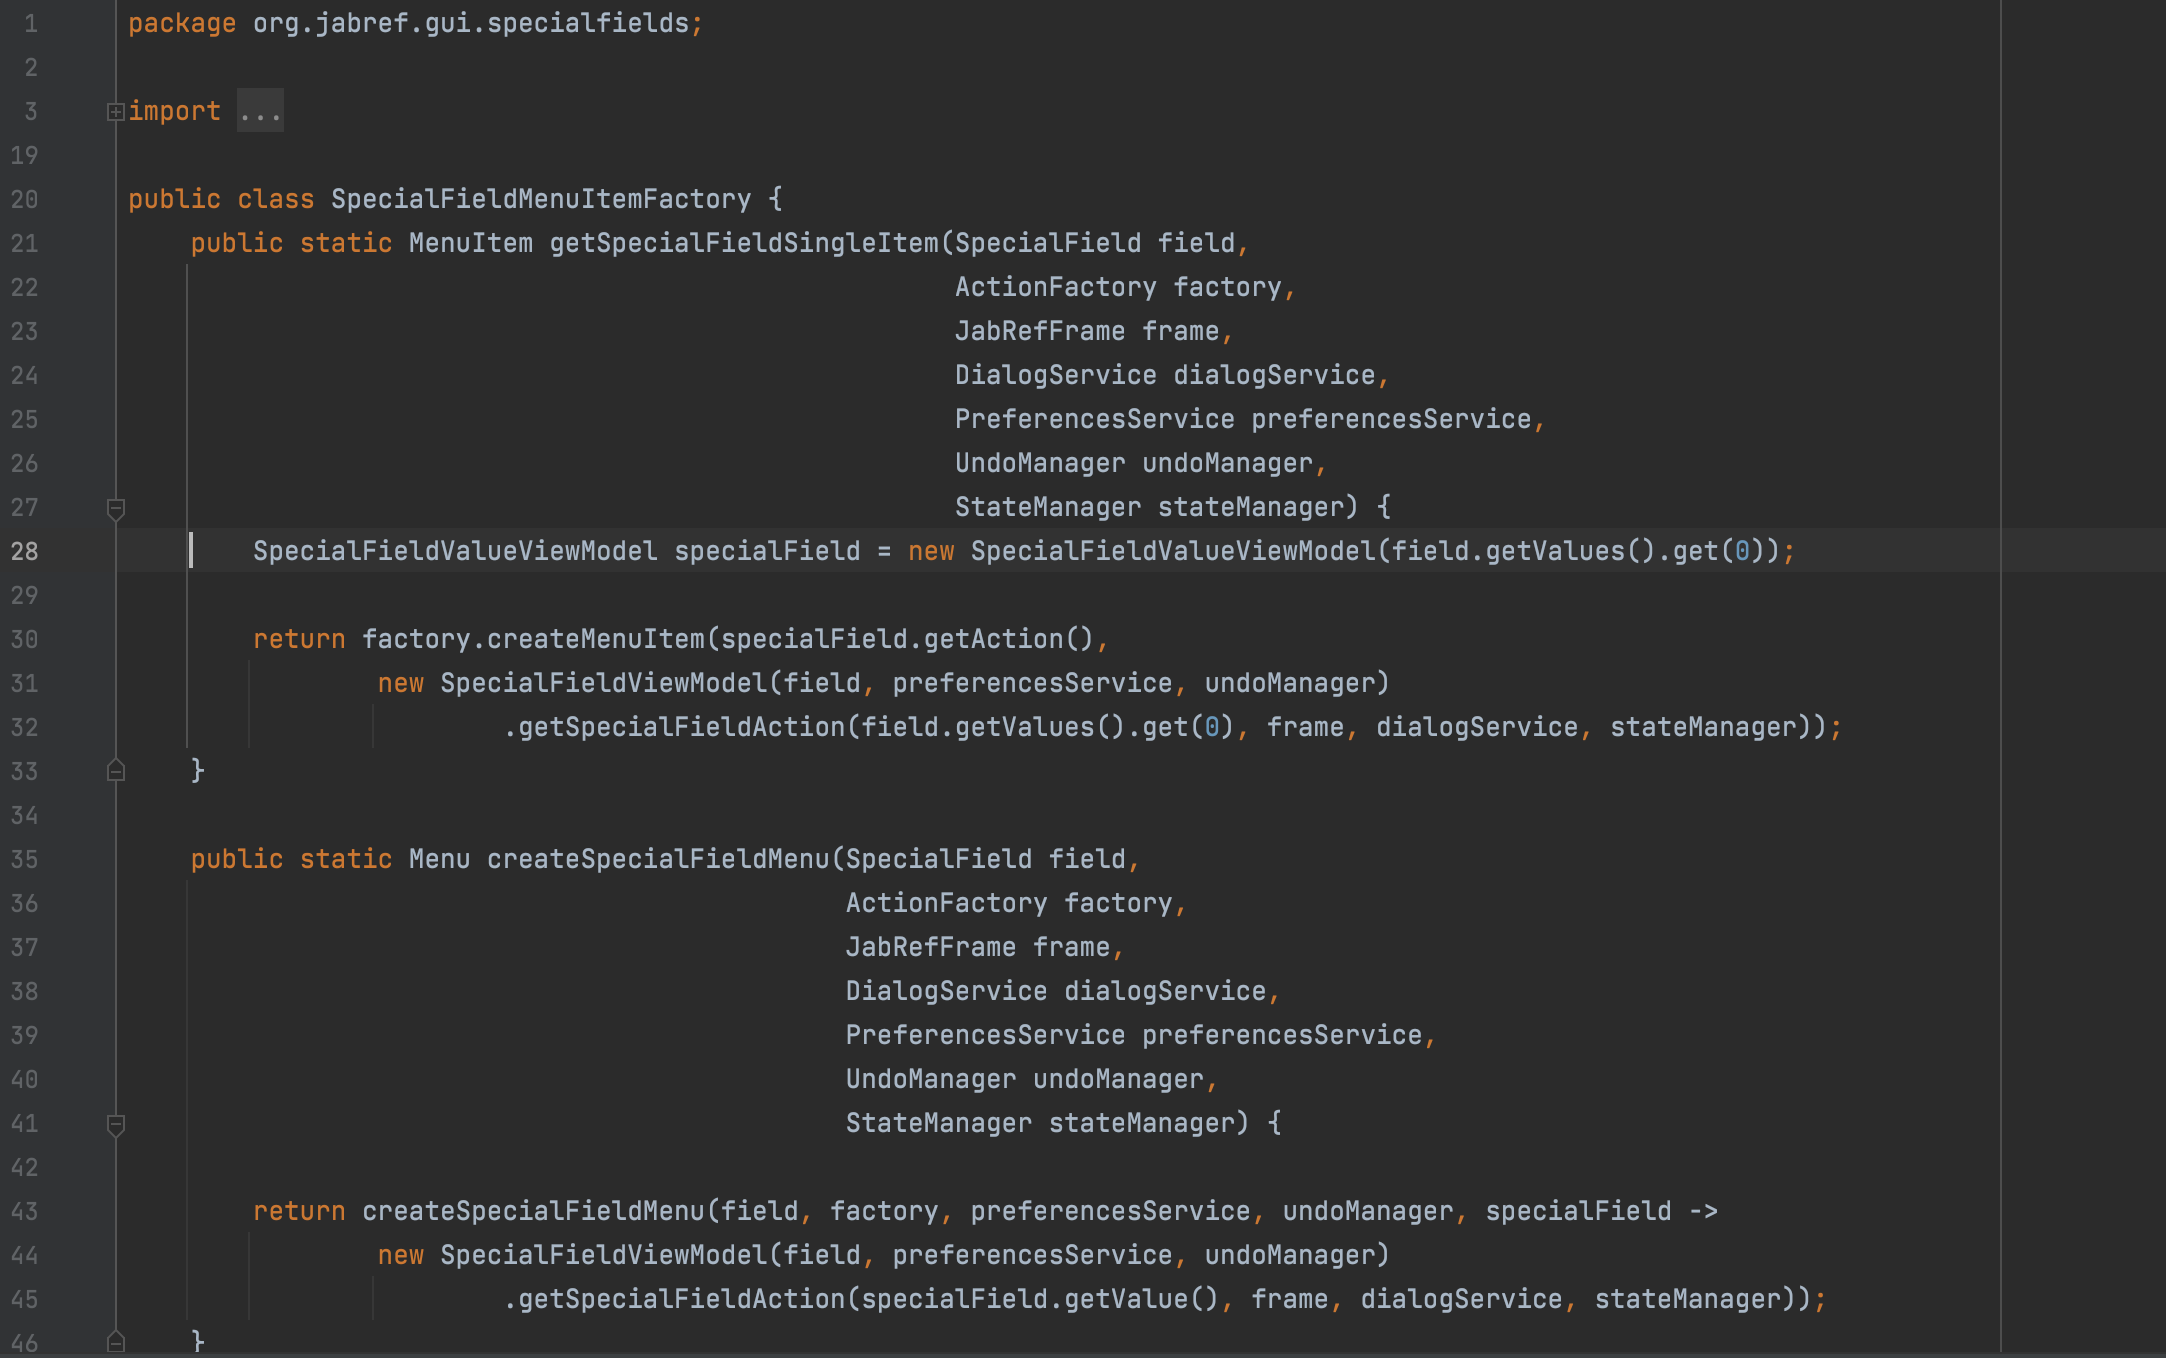 1 package org.jabref.gui.specialfields;
2
3 import ...
19
20 public class SpecialFieldMenuItemFactory {
21     public static MenuItem getSpecialFieldSingleItem(SpecialField field,
22                                                      ActionFactory factory,
23                                                      JabRefFrame frame,
24                                                      DialogService dialogService,
25                                                      PreferencesService preferencesService,
26                                                      UndoManager undoManager,
27                                                      StateManager stateManager) {
28         SpecialFieldValueViewModel specialField = new SpecialFieldValueViewModel(field.getValues().get(0));
29
30         return factory.createMenuItem(specialField.getAction(),
31                 new SpecialFieldViewModel(field, preferencesService, undoManager)
32                         .getSpecialFieldAction(field.getValues().get(0), frame, dialogService, stateManager));
33     }
34
35     public static Menu createSpecialFieldMenu(SpecialField field,
36                                               ActionFactory factory,
37                                               JabRefFrame frame,
38                                               DialogService dialogService,
39                                               PreferencesService preferencesService,
40                                               UndoManager undoManager,
41                                               StateManager stateManager) {
42
43         return createSpecialFieldMenu(field, factory, preferencesService, undoManager, specialField ->
44                 new SpecialFieldViewModel(field, preferencesService, undoManager)
45                         .getSpecialFieldAction(specialField.getValue(), frame, dialogService, stateManager));
46     }